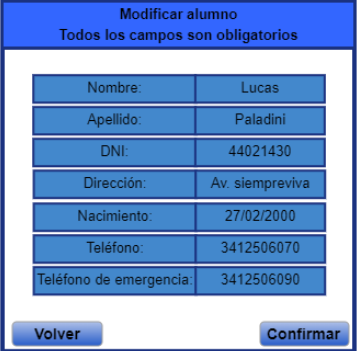 Modificar alumno
Todos los campos son obligatorios
Nombre: Lucas
Apellido: Paladini
DNI: 44021430
Dirección: Av. siempreviva
Nacimiento: 27/02/2000
Teléfono: 3412506070
Teléfono de emergencia: 3412506090
Volver Confirmar